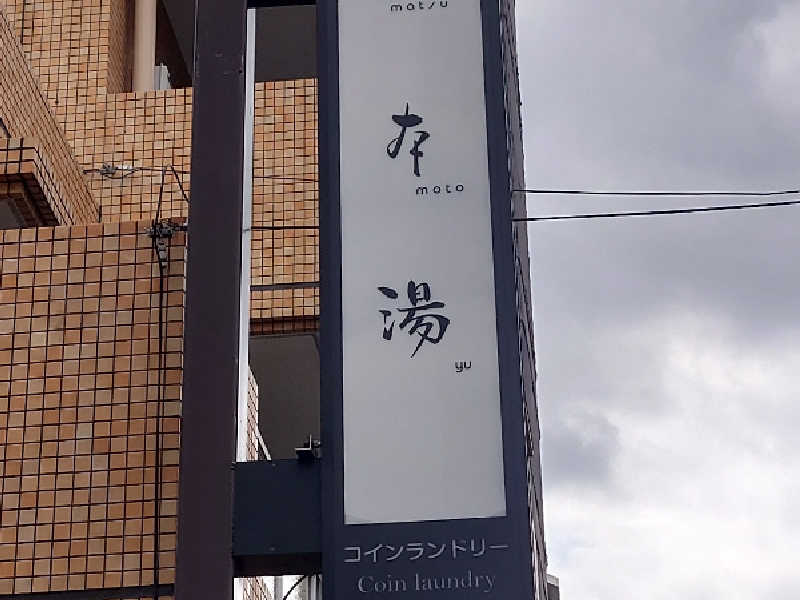 matsu
本
moto
湯
yu
コインランドリー
Coin laundry